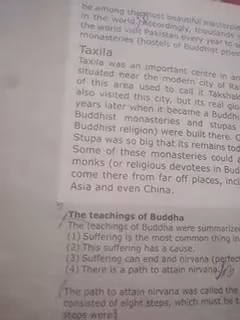 be among the most beautiful masterpie
in the world. Accordingly, thousands
the world visit Pakistan every year to
monasteries (hostels of Buddhist prie
Taxila
Taxila was an important centre in an
situated near the modern city of Ra
of this area used to call it Takshak
also visited this city, but its real glo
years later when it became a Buddh
Buddhist monasteries and stupas
Buddhist religion) were built there.
Stupa was so big that its remains tod
Some of these monasteries could a
monks (or religious devotees in Bud
come there from far off places, incl
Asia and even China.
The teachings of Buddha
The teachings of Buddha were summarize
(1) Suffering is the most common thing in
(2) This suffering has a cause.
(3) Suffering can end and nirvana (perfect
(4) There is a path to attain nirvana.
The path to attain nirvana was called the
consisted of eight steps, which must be t
steps were: